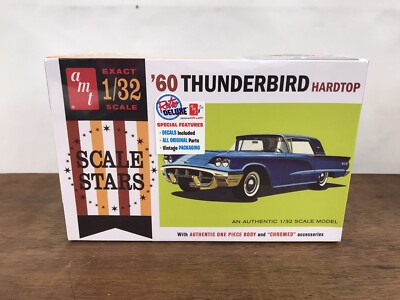 amt
EXACT
1/32
SCALE
'60 THUNDERBIRD HARDTOP
Retro
DELUXE
amt
SPECIAL FEATURES
• DECALS Included
• ALL ORIGINAL Parts
• Vintage PACKAGING
SCALE
STARS
AN AUTHENTIC 1/32 SCALE MODEL
With AUTHENTIC ONE PIECE BODY and "CHROMED" accessories